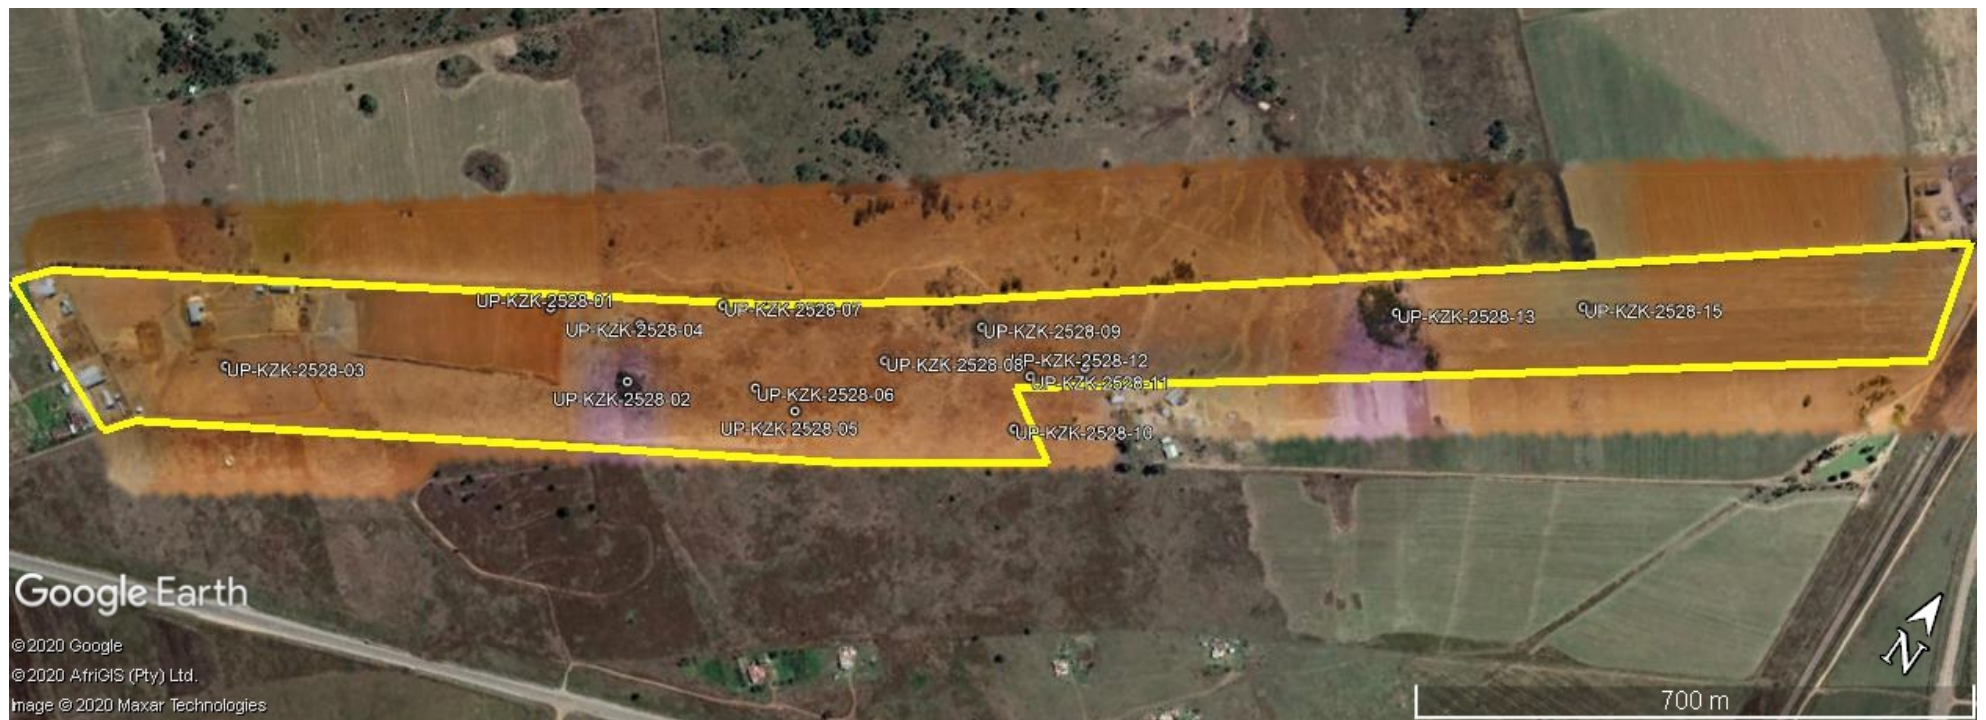 UP-KZK-2528-01
UP-KZK-2528-07
UP-KZK-2528-04
UP-KZK-2528-09
UP-KZK-2528-13
UP-KZK-2528-15
UP-KZK-2528-03
UP-KZK-2528-08
UP-KZK-2528-12
UP-KZK-2528-11
UP-KZK-2528-02
UP-KZK-2528-06
UP-KZK-2528-05
UP-KZK-2528-10
Google Earth
©2020 Google
©2020 AfriGIS (Pty) Ltd.
Image © 2020 Maxar Technologies
N
700 m